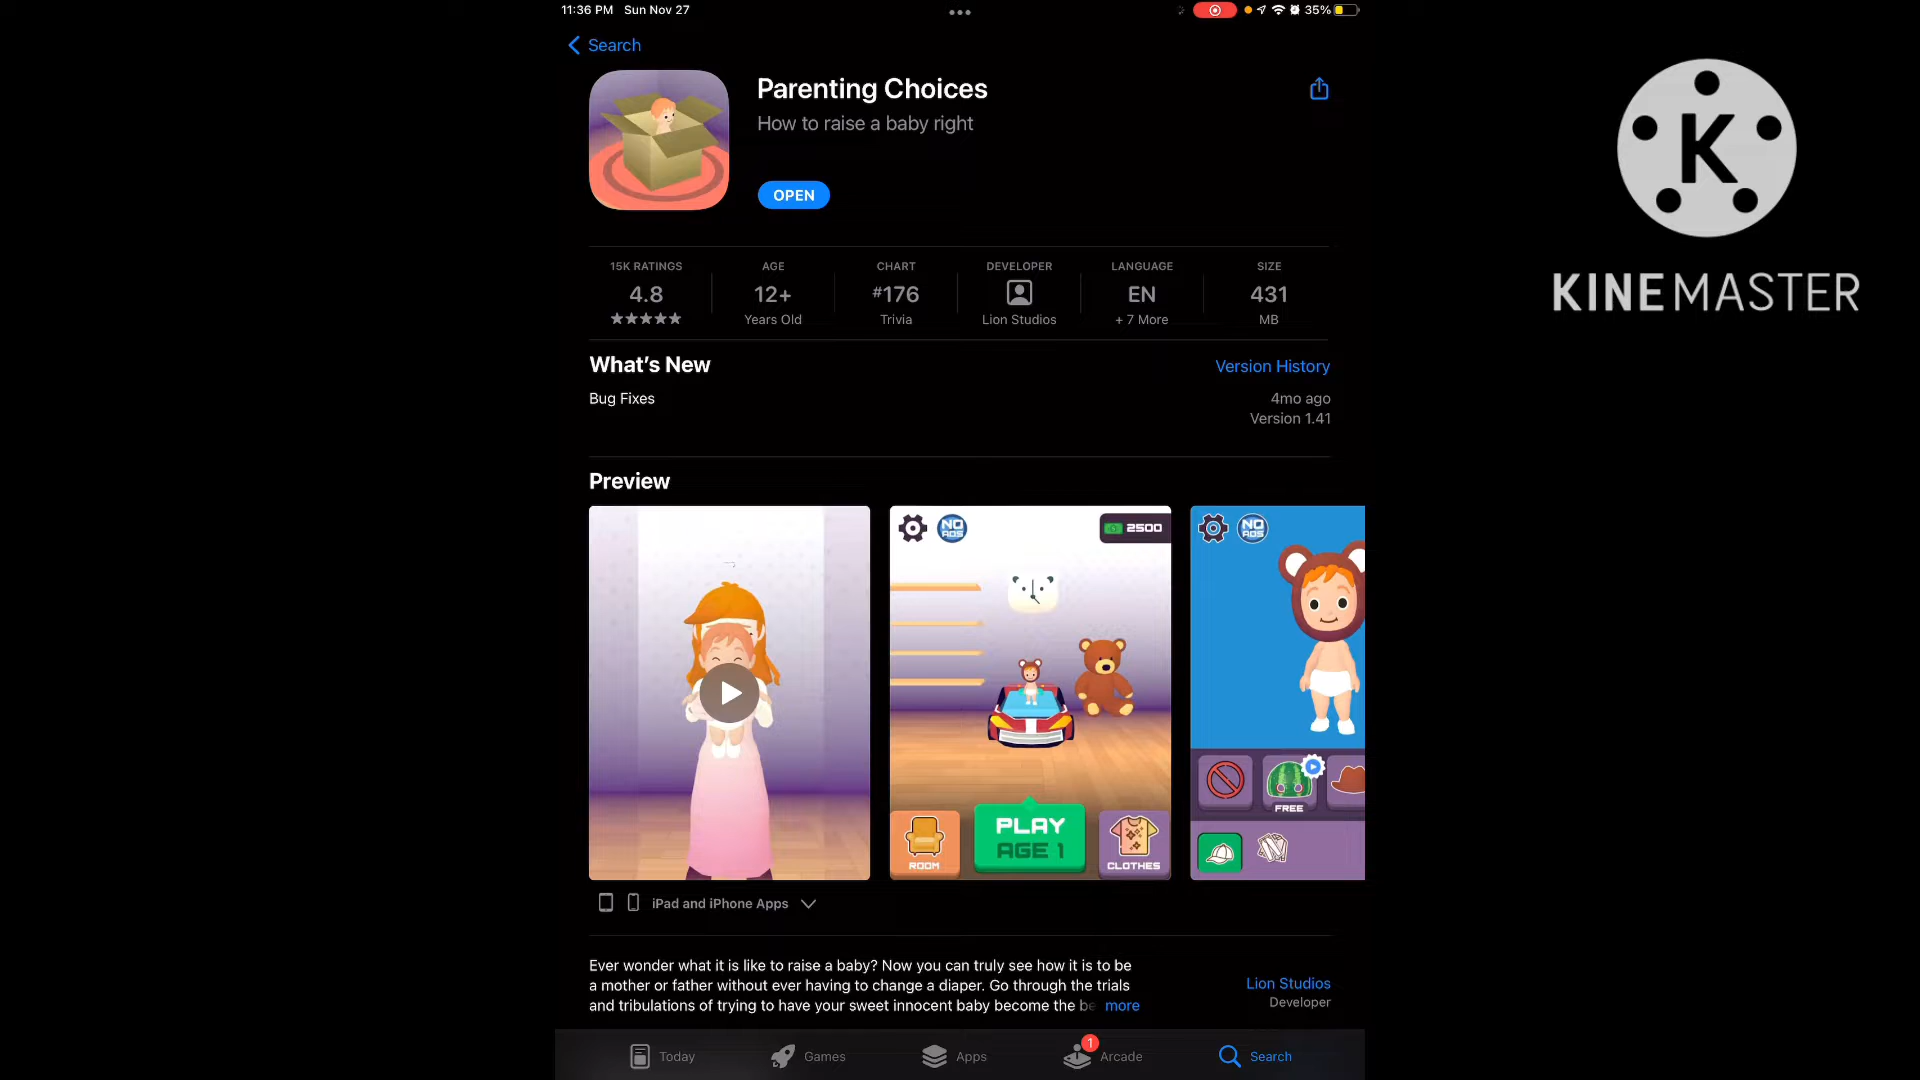 11:36 PM Sun Nov 27
35%
Search
Parenting Choices
How to raise a baby right
OPEN
K
KINEMASTER
15K RATINGS
4.8
AGE
12+
Years Old
CHART
#176
Trivia
DEVELOPER
Lion Studios
LANGUAGE
EN
+ 7 More
SIZE
431
MB
What's New
Version History
Bug Fixes
4mo ago
Version 1.41
Preview
NO ADS
2500
PLAY
AGE 1
ROOM
CLOTHES
NO ADS
FREE
iPad and iPhone Apps
Ever wonder what it is like to raise a baby? Now you can truly see how it is to be
a mother or father without ever having to change a diaper. Go through the trials
and tribulations of trying to have your sweet innocent baby become the be more
Lion Studios
Developer
Today
Games
Apps
1
Arcade
Search